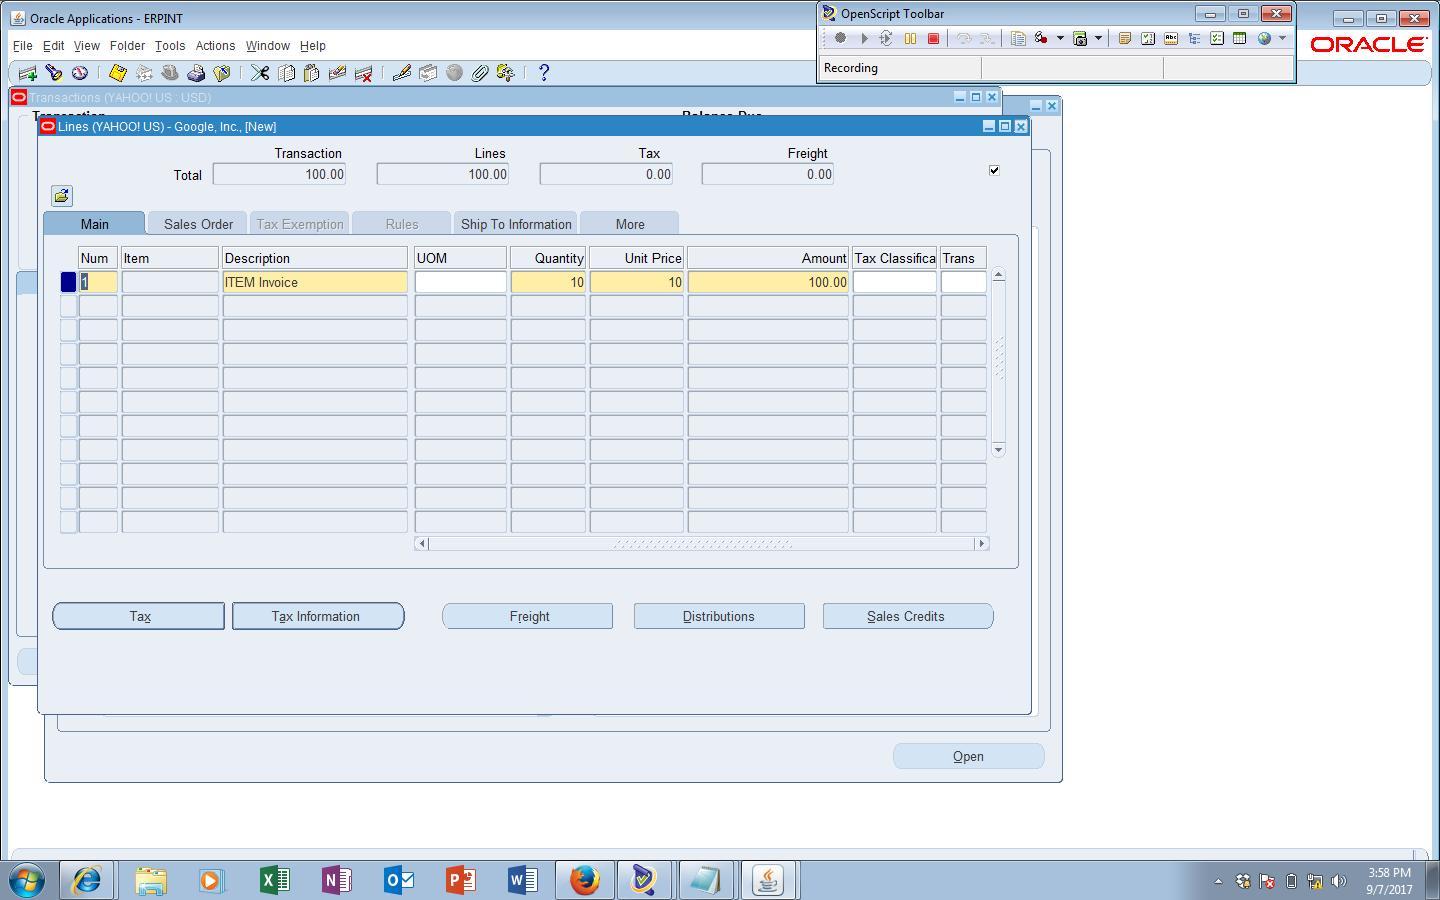 Oracle Applications - ERPINT
OpenScript Toolbar
File Edit View Folder Tools Actions Window Help
ORACLE
Recording
Transactions (YAHOO! US : USD)
Transaction Balance Due
Lines (YAHOO! US) - Google, Inc., [New]
Transaction Lines Tax Freight
Total 100.00 100.00 0.00 0.00
Main Sales Order Tax Exemption Rules Ship To Information More
Num Item Description UOM Quantity Unit Price Amount Tax Classifica Trans
1 ITEM Invoice 10 10 100.00
Tax Tax Information Freight Distributions Sales Credits
Open
3:58 PM
9/7/2017